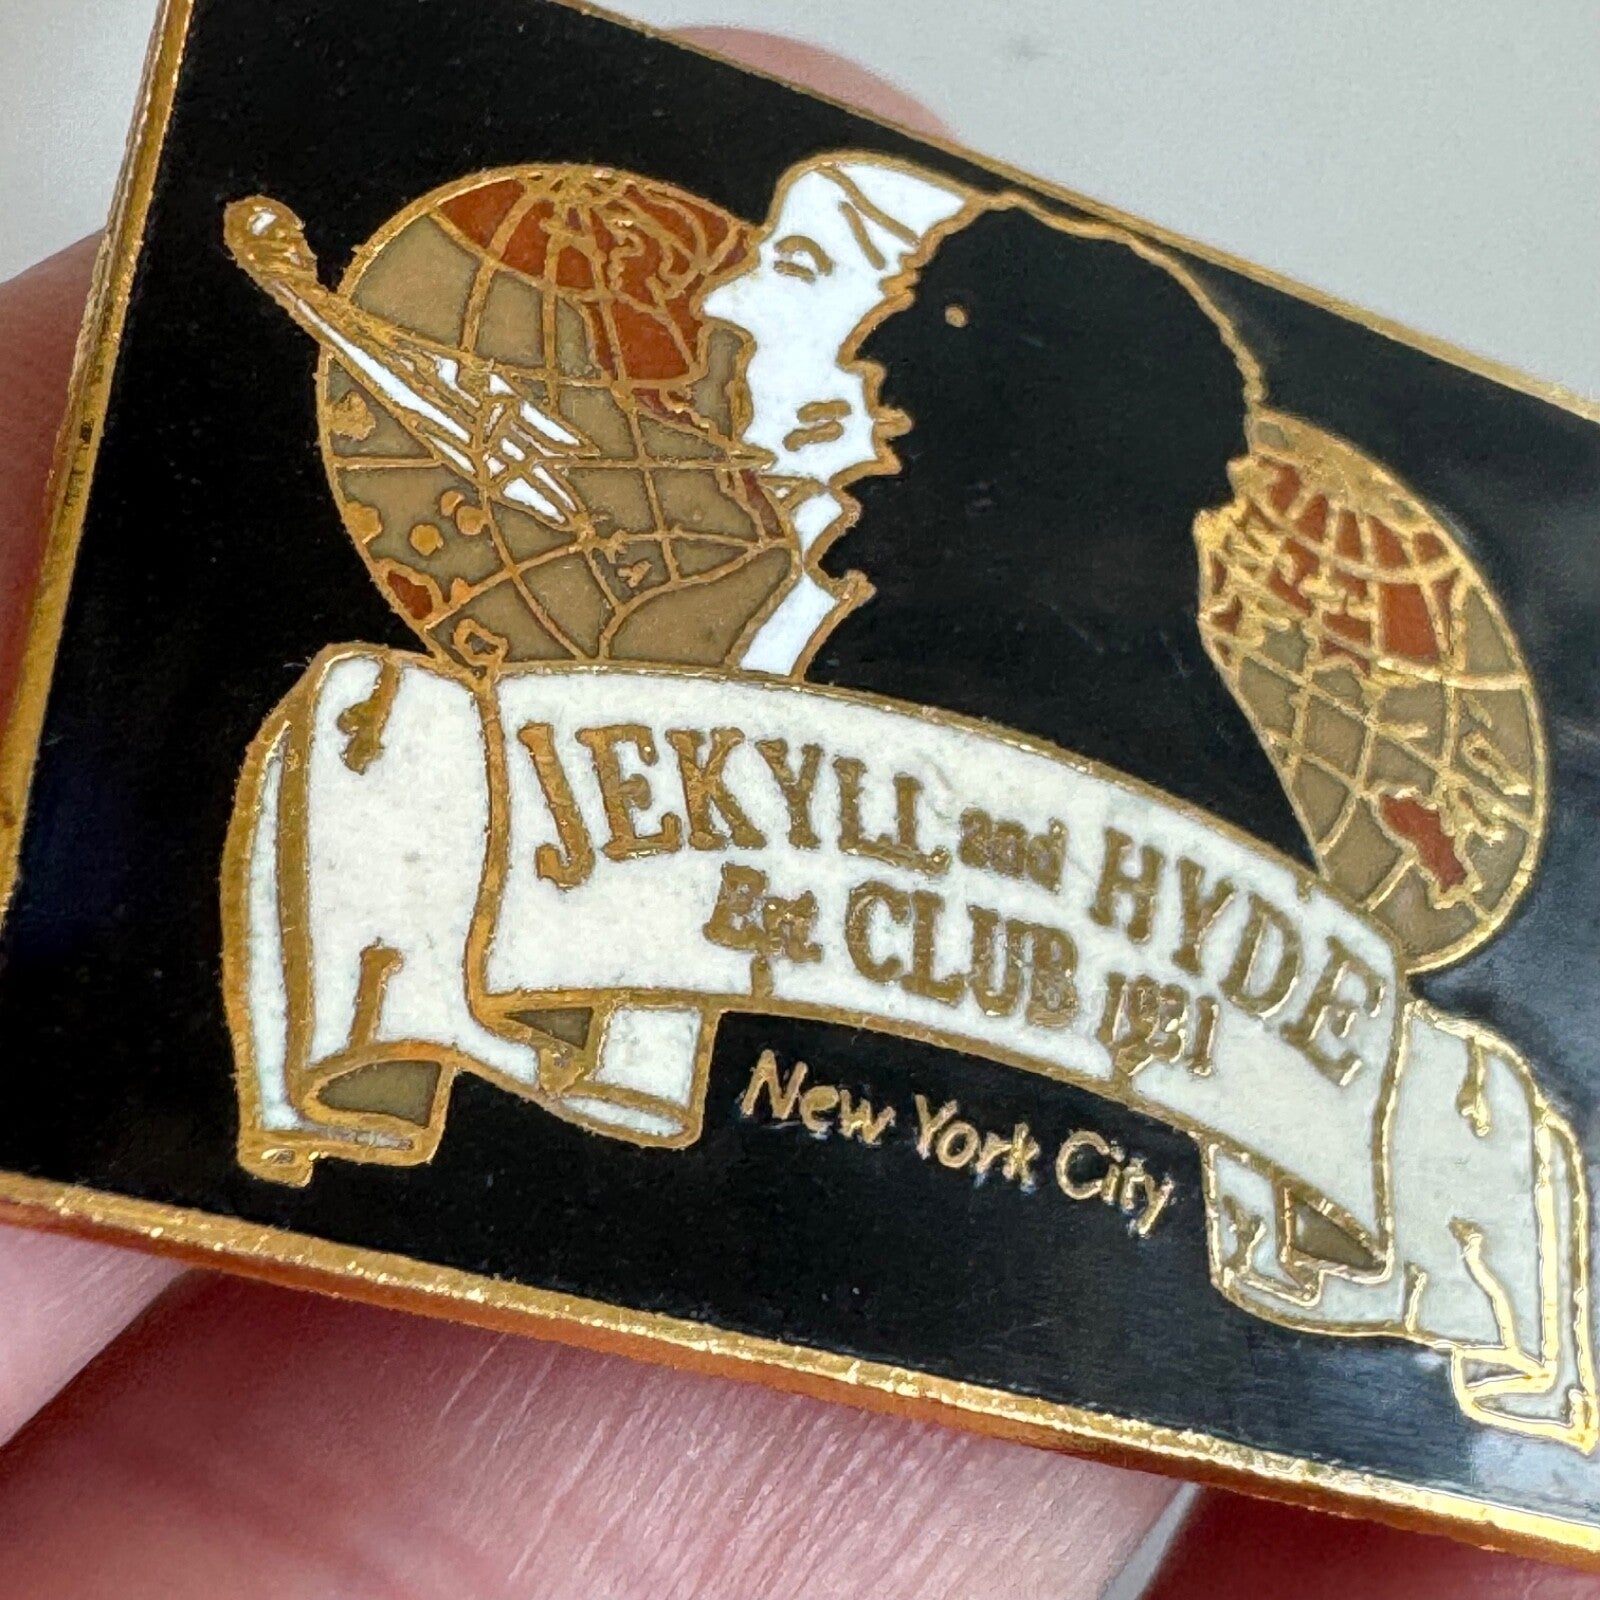 JEKYLL and HYDE
Est CLUB 1931
New York City